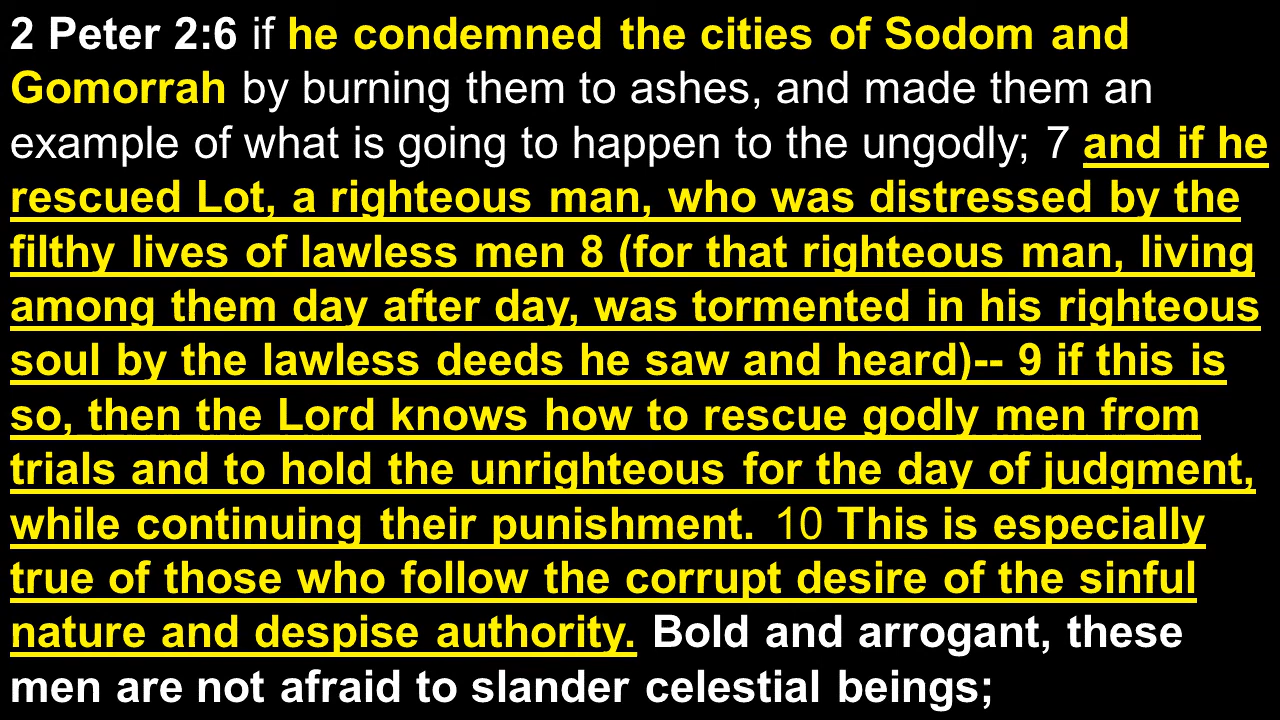 2 Peter 2:6 if he condemned the cities of Sodom and
Gomorrah by burning them to ashes, and made them an
example of what is going to happen to the ungodly; 7 and if he
rescued Lot, a righteous man, who was distressed by the
filthy lives of lawless men 8 (for that righteous man, living
among them day after day, was tormented in his righteous
soul by the lawless deeds he saw and heard)-- 9 if this is
so, then the Lord knows how to rescue godly men from
trials and to hold the unrighteous for the day of judgment,
while continuing their punishment. 10 This is especially
true of those who follow the corrupt desire of the sinful
nature and despise authority. Bold and arrogant, these
men are not afraid to slander celestial beings;